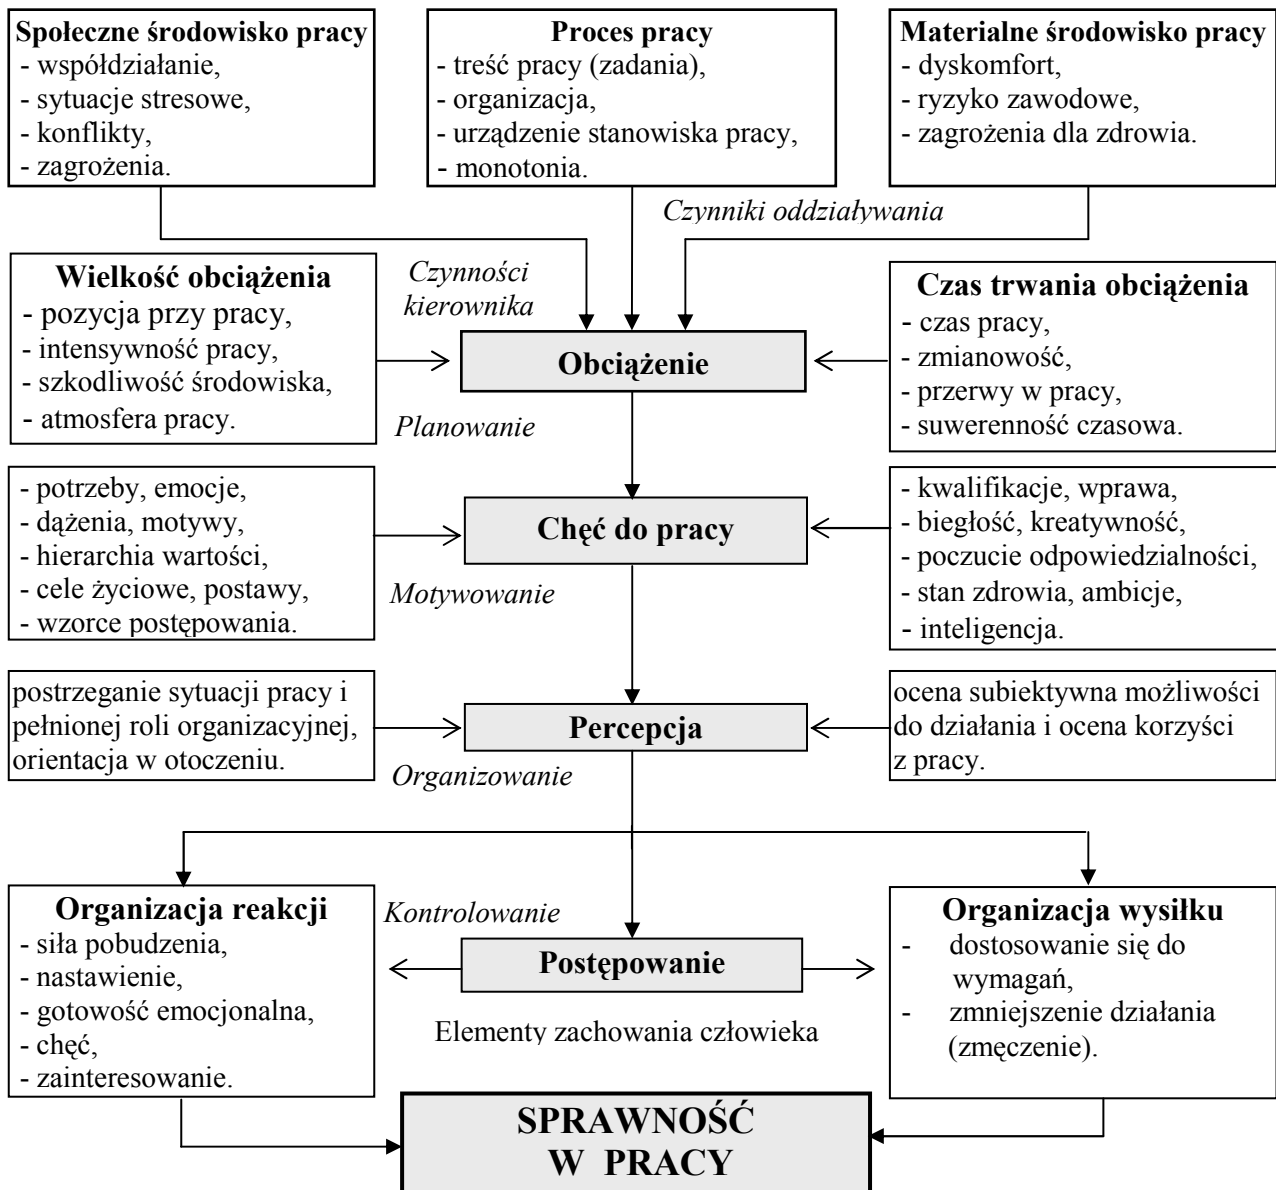 Społeczne środowisko pracy
- współdziałanie,
- sytuacje stresowe,
- konflikty,
- zagrożenia.
Proces pracy
- treść pracy (zadania),
- organizacja,
- urządzenie stanowiska pracy,
- monotonia.
Materialne środowisko pracy
- dyskomfort,
- ryzyko zawodowe,
- zagrożenia dla zdrowia.
Czynniki oddziaływania
Wielkość obciążenia
- pozycja przy pracy,
- intensywność pracy,
- szkodliwość środowiska,
- atmosfera pracy.
Czynności
kierownika
Obciążenie
Czas trwania obciążenia
- czas pracy,
- zmianowość,
- przerwy w pracy,
- suwerenność czasowa.
Planowanie
- potrzeby, emocje,
- dążenia, motywy,
- hierarchia wartości,
- cele życiowe, postawy,
- wzorce postępowania.
Chęć do pracy
- kwalifikacje, wprawa,
- biegłość, kreatywność,
- poczucie odpowiedzialności,
- stan zdrowia, ambicje,
- inteligencja.
Motywowanie
postrzeganie sytuacji pracy i
pełnionej roli organizacyjnej,
orientacja w otoczeniu.
Percepcja
ocena subiektywna możliwości
do działania i ocena korzyści
z pracy.
Organizowanie
Organizacja reakcji
- siła pobudzenia,
- nastawienie,
- gotowość emocjonalna,
- chęć,
- zainteresowanie.
Kontrolowanie
Postępowanie
Elementy zachowania człowieka
Organizacja wysiłku
- dostosowanie się do
wymagań,
- zmniejszenie działania
(zmęczenie).
SPRAWNOŚĆ
W PRACY